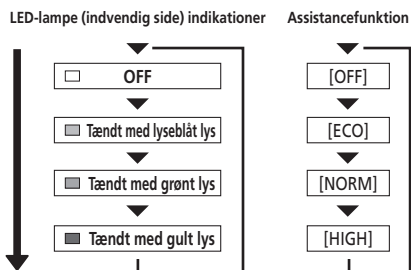 LED-lampe (indvendig side) indikationer
Assistancefunktion
OFF
[OFF]
Tændt med lyseblåt lys
[ECO]
Tændt med grønt lys
[NORM]
Tændt med gult lys
[HIGH]